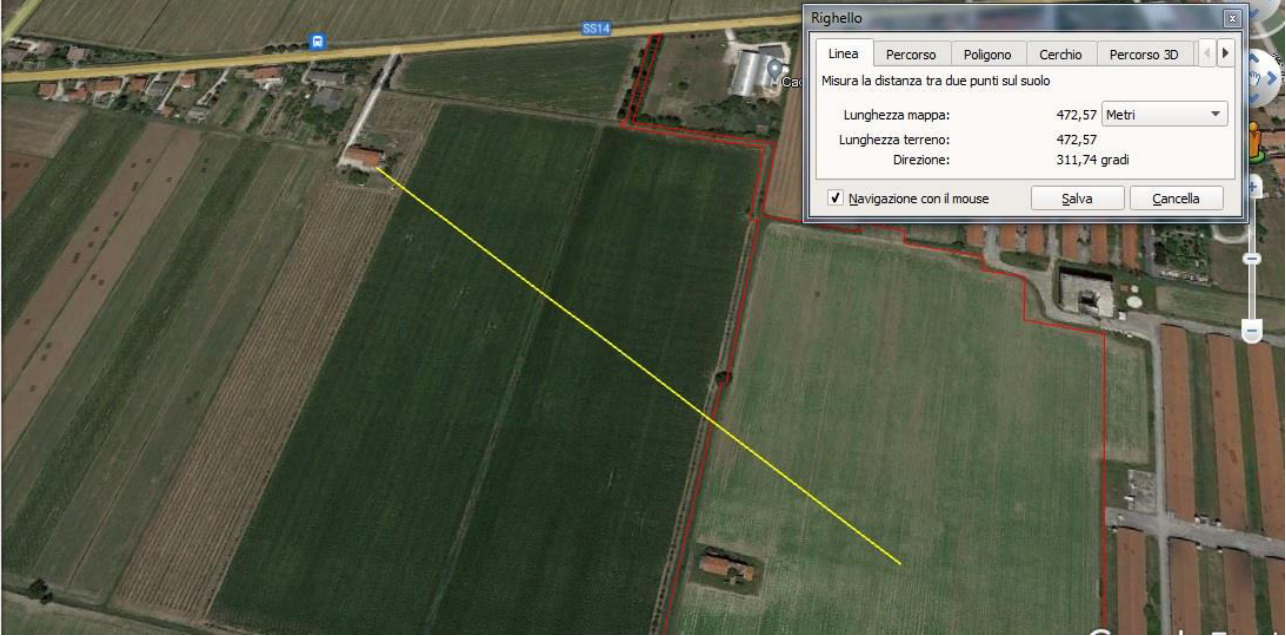 SS14
Cao
Righello
Linea Percorso Poligono Cerchio Percorso 3D
Misura la distanza tra due punti sul suolo
Lunghezza mappa: 472,57 Metri
Lunghezza terreno: 472,57
Direzione: 311,74 gradi
Navigazione con il mouse Salva Cancella